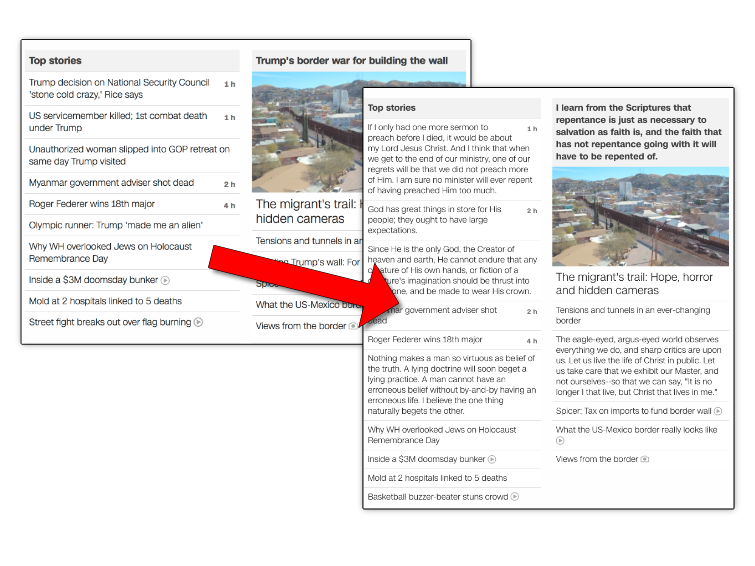 Top stories
Trump decision on National Security Council 1 h
'stone cold crazy,' Rice says
US servicemember killed; 1st combat death 1 h
under Trump
Unauthorized woman slipped into GOP retreat on
same day Trump visited
Myanmar government adviser shot dead 2 h
Roger Federer wins 18th major 4 h
Olympic runner: Trump 'made me an alien'
Why WH overlooked Jews on Holocaust
Remembrance Day
Inside a $3M doomsday bunker
Mold at 2 hospitals linked to 5 deaths
Street fight breaks out over flag burning
Trump's border war for building the wall
The migrant's trail:
hidden cameras
Tensions and tunnels in
Trump's wall: For
What the US-Mexico
Views from the border
Top stories
If I only had one more sermon to 1 h
preach before I died, it would be about
my Lord Jesus Christ. And I think that when
we get to the end of our ministry, one of our
regrets will be that we did not preach more
of Him. I am sure no minister will ever repent
of having preached Him too much.
God has great things in store for His 2 h
people; they ought to have large
expectations.
Since He is the only God, the Creator of
heaven and earth, He cannot endure that any
of His own hands, or fiction of a
imagination should be thrust into
and be made to wear His crown.
government adviser shot 2 h
Roger Federer wins 18th major 4 h
Nothing makes a man so virtuous as belief of
the truth. A lying doctrine will soon beget a
lying practice. A man cannot have an
erroneous belief without by-and-by having an
erroneous life. I believe the one thing
naturally begets the other.
Why WH overlooked Jews on Holocaust
Remembrance Day
Inside a $3M doomsday bunker
Mold at 2 hospitals linked to 5 deaths
Basketball buzzer-beater stuns crowd
I learn from the Scriptures that
repentance is just as necessary to
salvation as faith is, and the faith that
has not repentance going with it will
have to be repented of.
The migrant's trail: Hope, horror
and hidden cameras
Tensions and tunnels in an ever-changing
border
The eagle-eyed, argus-eyed world observes
everything we do, and sharp critics are upon
us. Let us live the life of Christ in public. Let
us take care that we exhibit our Master, and
not ourselves--so that we can say, "It is no
longer I that live, but Christ that lives in me."
Spicer: Tax on imports to fund border wall
What the US-Mexico border really looks like
Views from the border